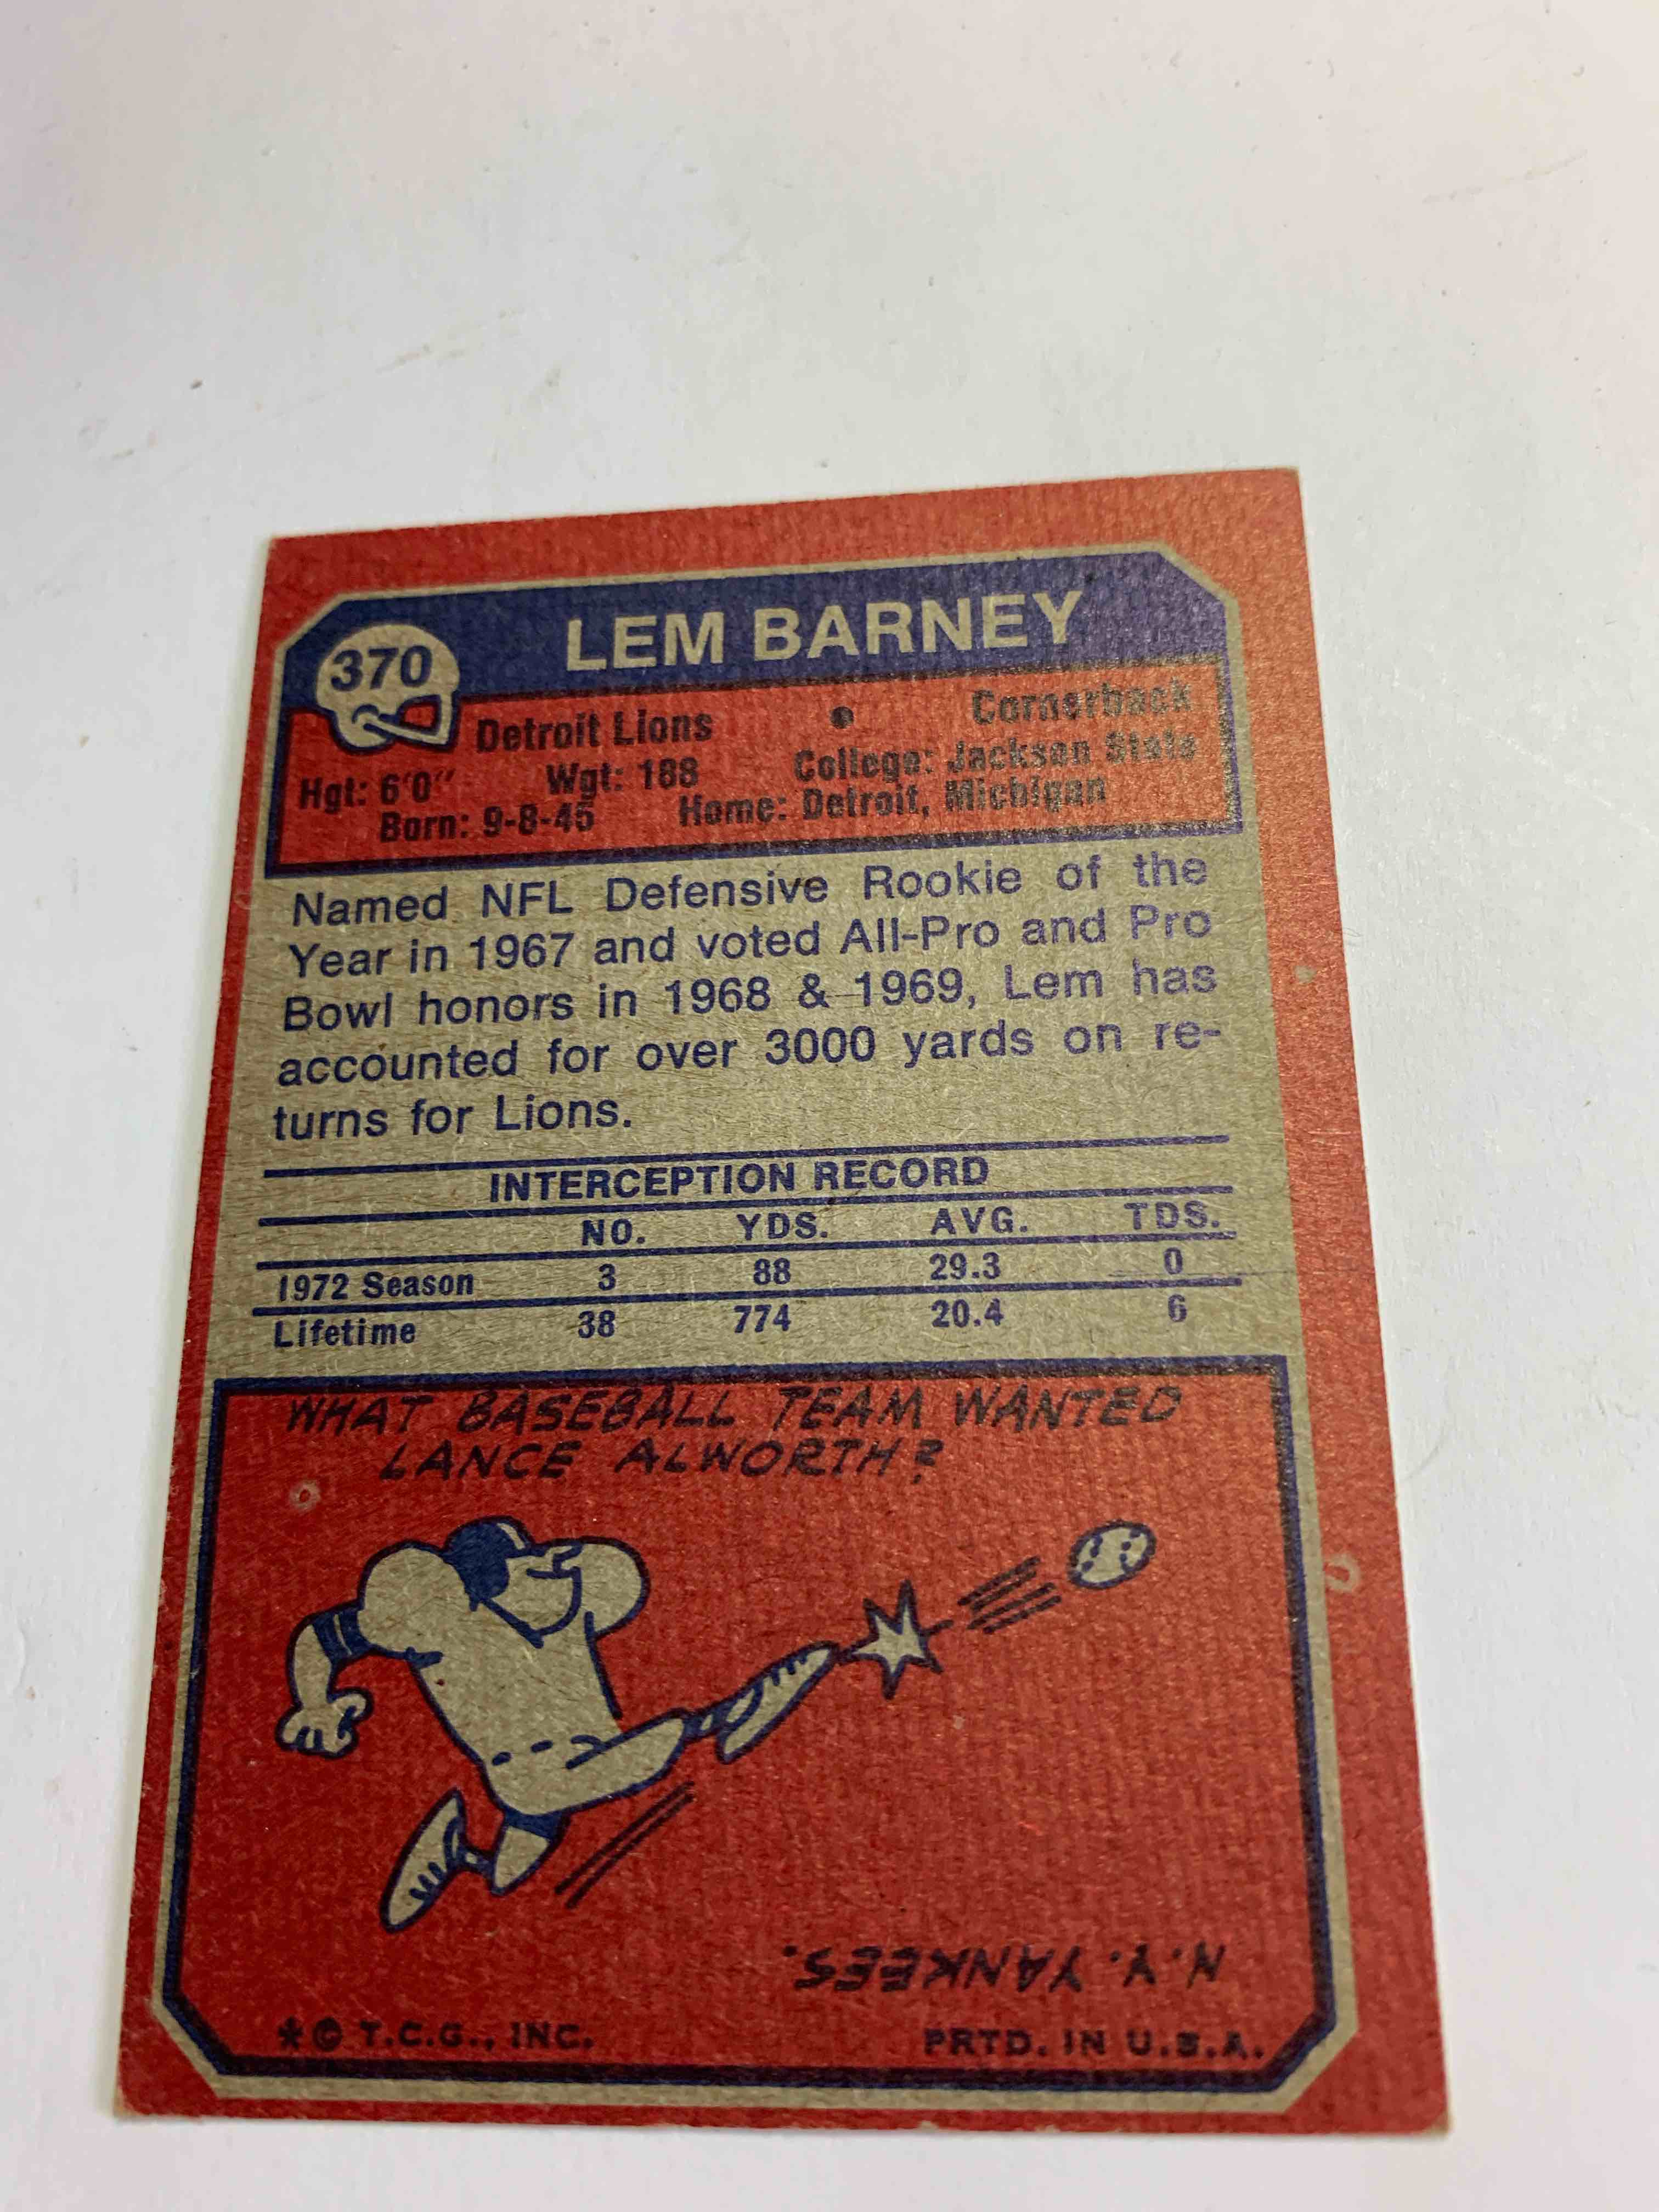 370
LEM BARNEY
Detroit Lions • Cornerback
Hgt: 6'0" Wgt: 188 College: Jackson State
Born: 9-8-45 Home: Detroit, Michigan
Named NFL Defensive Rookie of the
Year in 1967 and voted All-Pro and Pro
Bowl honors in 1968 & 1969, Lem has
accounted for over 3000 yards on re-
turns for Lions.
INTERCEPTION RECORD
NO. YDS. AVG. TDS.
1972 Season 3 88 29.3 0
Lifetime 38 774 20.4 6
WHAT BASEBALL TEAM WANTED
LANCE ALWORTH?
N.Y. YANKEES.
*© T.C.G., INC. PRTD. IN U.S.A.